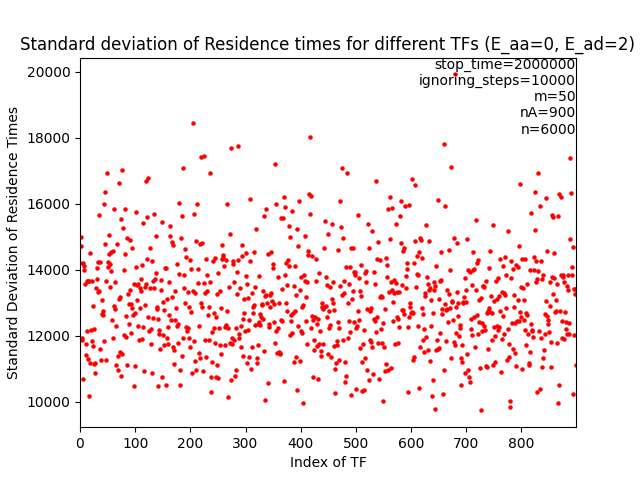 Standard deviation of Residence times for different TFs (E_aa=0, E_ad=2)
stop_time=2000000
ignoring_steps=10000
m=50
nA=900
n=6000
Standard Deviation of Residence Times
20000
18000
16000
14000
12000
10000
0 100 200 300 400 500 600 700 800
Index of TF